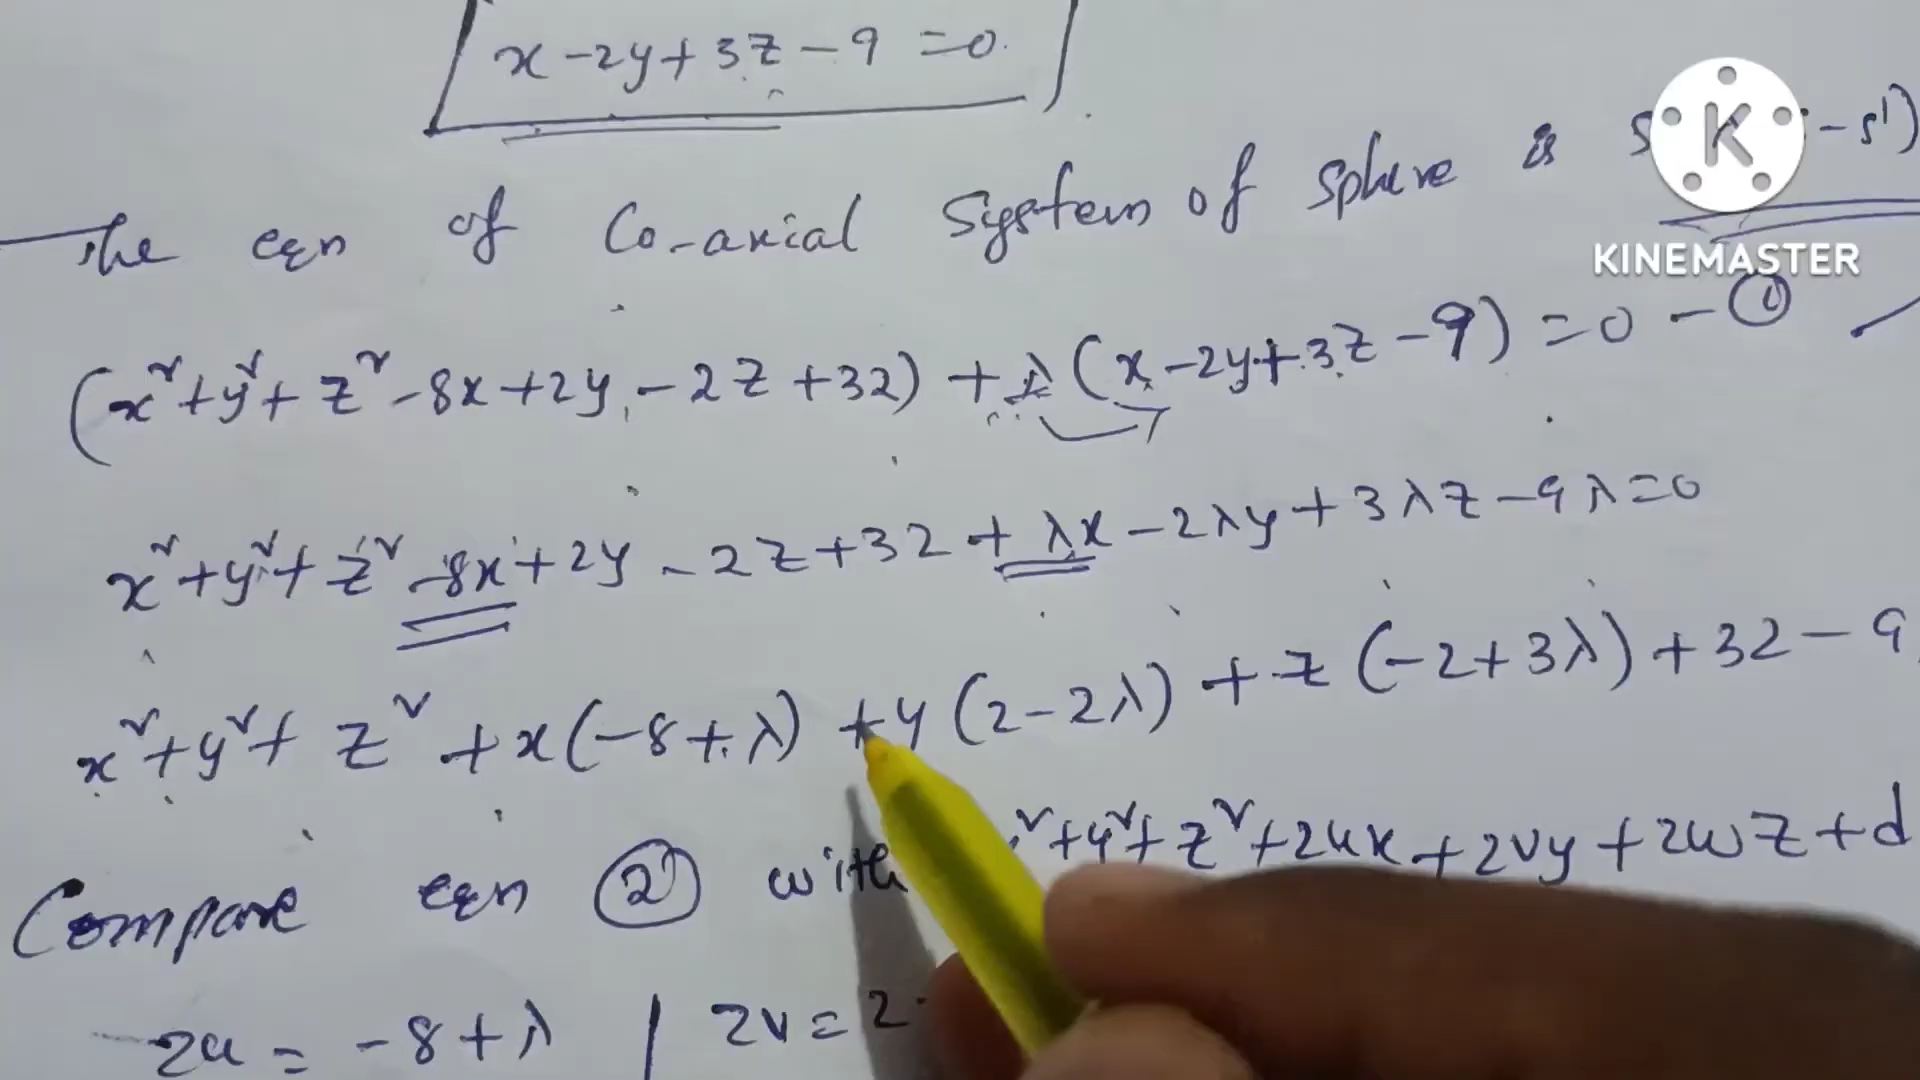 x - 2y + 3z - 9 = 0
The eqn of Co-axial System of Sphere is S - s')
KINEMASTER
(x² + y² + z² - 8x + 2y - 2z + 32) + λ(x - 2y + 3z - 9) = 0 - ①
x² + y² + z² - 8x + 2y - 2z + 32 + λx - 2λy + 3λz - 9λ = 0
x² + y² + z² + x(-8 + λ) + y(2 - 2λ) + z(-2 + 3λ) + 32 - 9
Compare eqn ② with ² + y² + z² + 2ux + 2vy + 2wz + d
2u = -8 + λ | 2v = 2